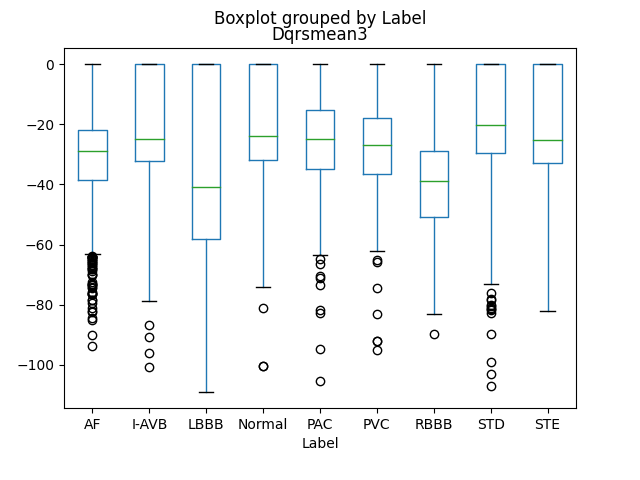 Boxplot grouped by Label
Dqrsmean3
0
−20
−40
−60
−80
−100
AF I-AVB LBBB Normal PAC PVC RBBB STD STE
Label